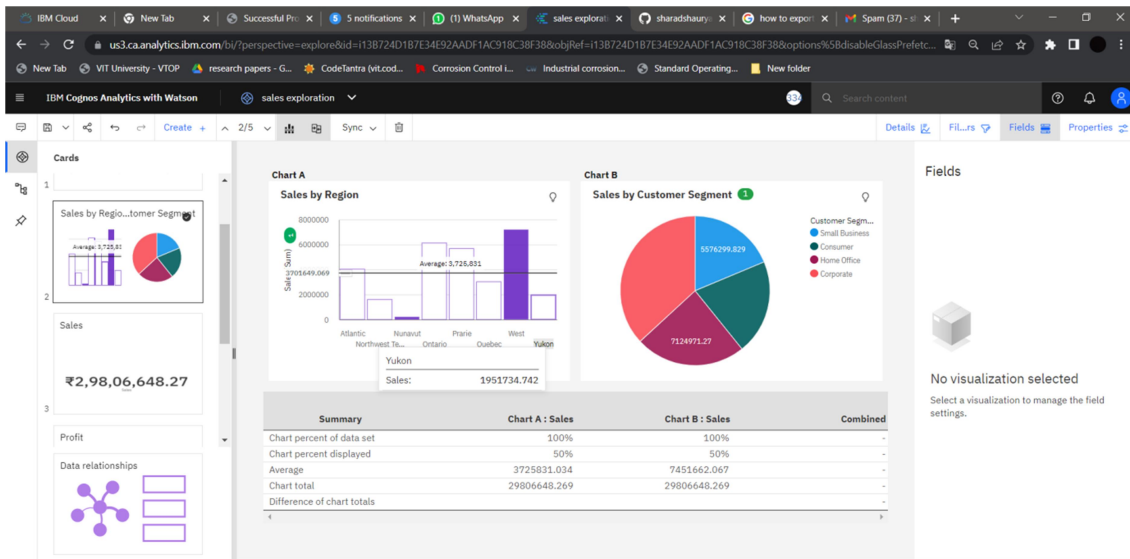 IBM Cloud × New Tab × Successful Pro × 5 5 notifications × (1) WhatsApp × sales explorati × sharadshaurya × how to export × Spam (37) - sh × +
us3.ca.analytics.ibm.com/bi/?perspective=explore&id=i13B724D1B7E34E92AADF1AC918C38F38&objRef=i13B724D1B7E34E92AADF1AC918C38F38&options%5BdisableGlassPrefetc...
New Tab VIT University - VTOP research papers - G... CodeTantra (vit.cod... Corrosion Control i... Industrial corrosion... Standard Operating... New folder
IBM Cognos Analytics with Watson sales exploration 334 Search content
Create + 2/5 Sync Details Fil...rs Fields Properties
Cards
1
Sales by Regio...tomer Segment
Average: 3,725,83
2
Sales
₹2,98,06,648.27
3
Profit
Data relationships
Chart A
Sales by Region
Sales (Sum)
8000000
6000000
3701649.069
2000000
0
Average: 3,725,831
Atlantic Nunavut Prarie West
Northwest Te... Ontario Quebec Yukon
Yukon
Sales: 1951734.742
Chart B
Sales by Customer Segment 1
5576299.829
7124971.27
Customer Segm...
Small Business
Consumer
Home Office
Corporate
Summary Chart A : Sales Chart B : Sales Combined
Chart percent of data set 100% 100% -
Chart percent displayed 50% 50% -
Average 3725831.034 7451662.067 -
Chart total 29806648.269 29806648.269 -
Difference of chart totals -
Fields
No visualization selected
Select a visualization to manage the field
settings.